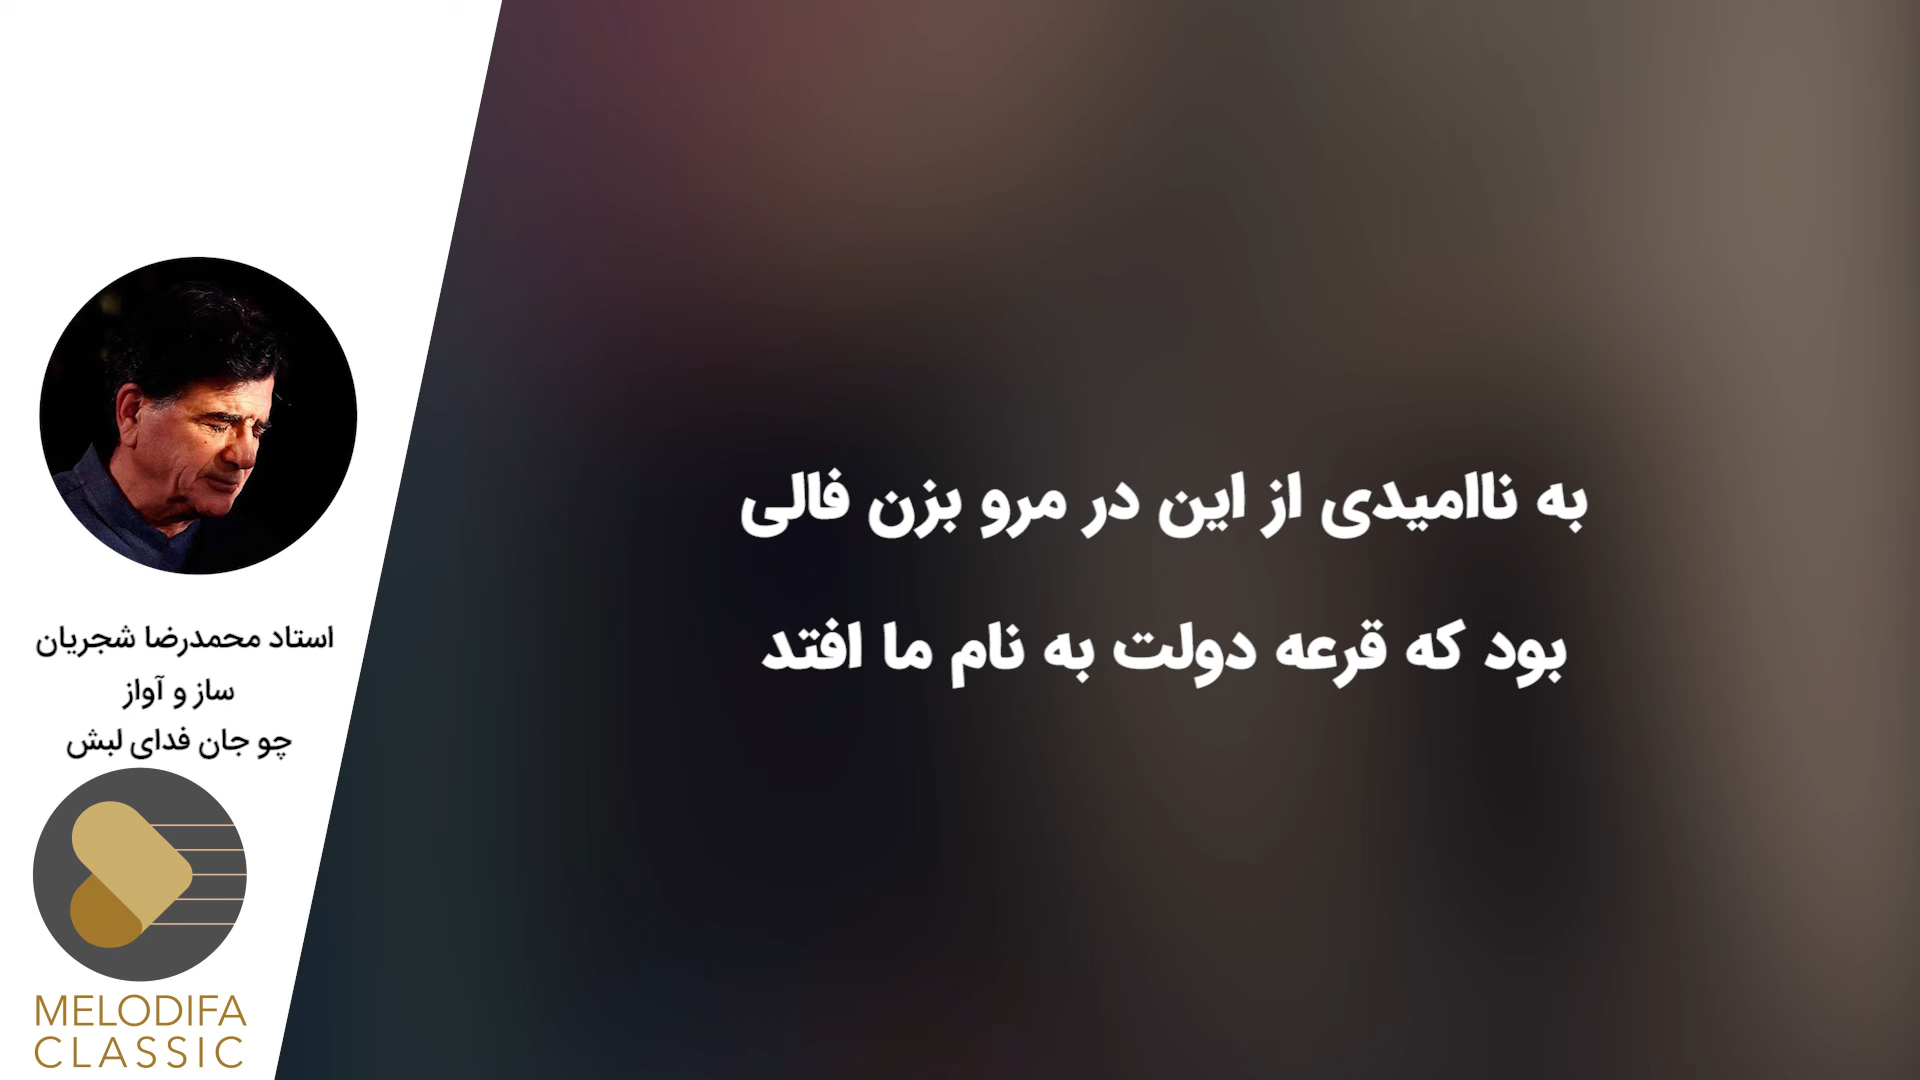 به ناامیدی از این در مرو بزن فالی
بود که قرعه دولت به نام ما افتد
استاد محمدرضا شجریان
ساز و آواز
چو جان فدای لبش
MELODIFA
CLASSIC